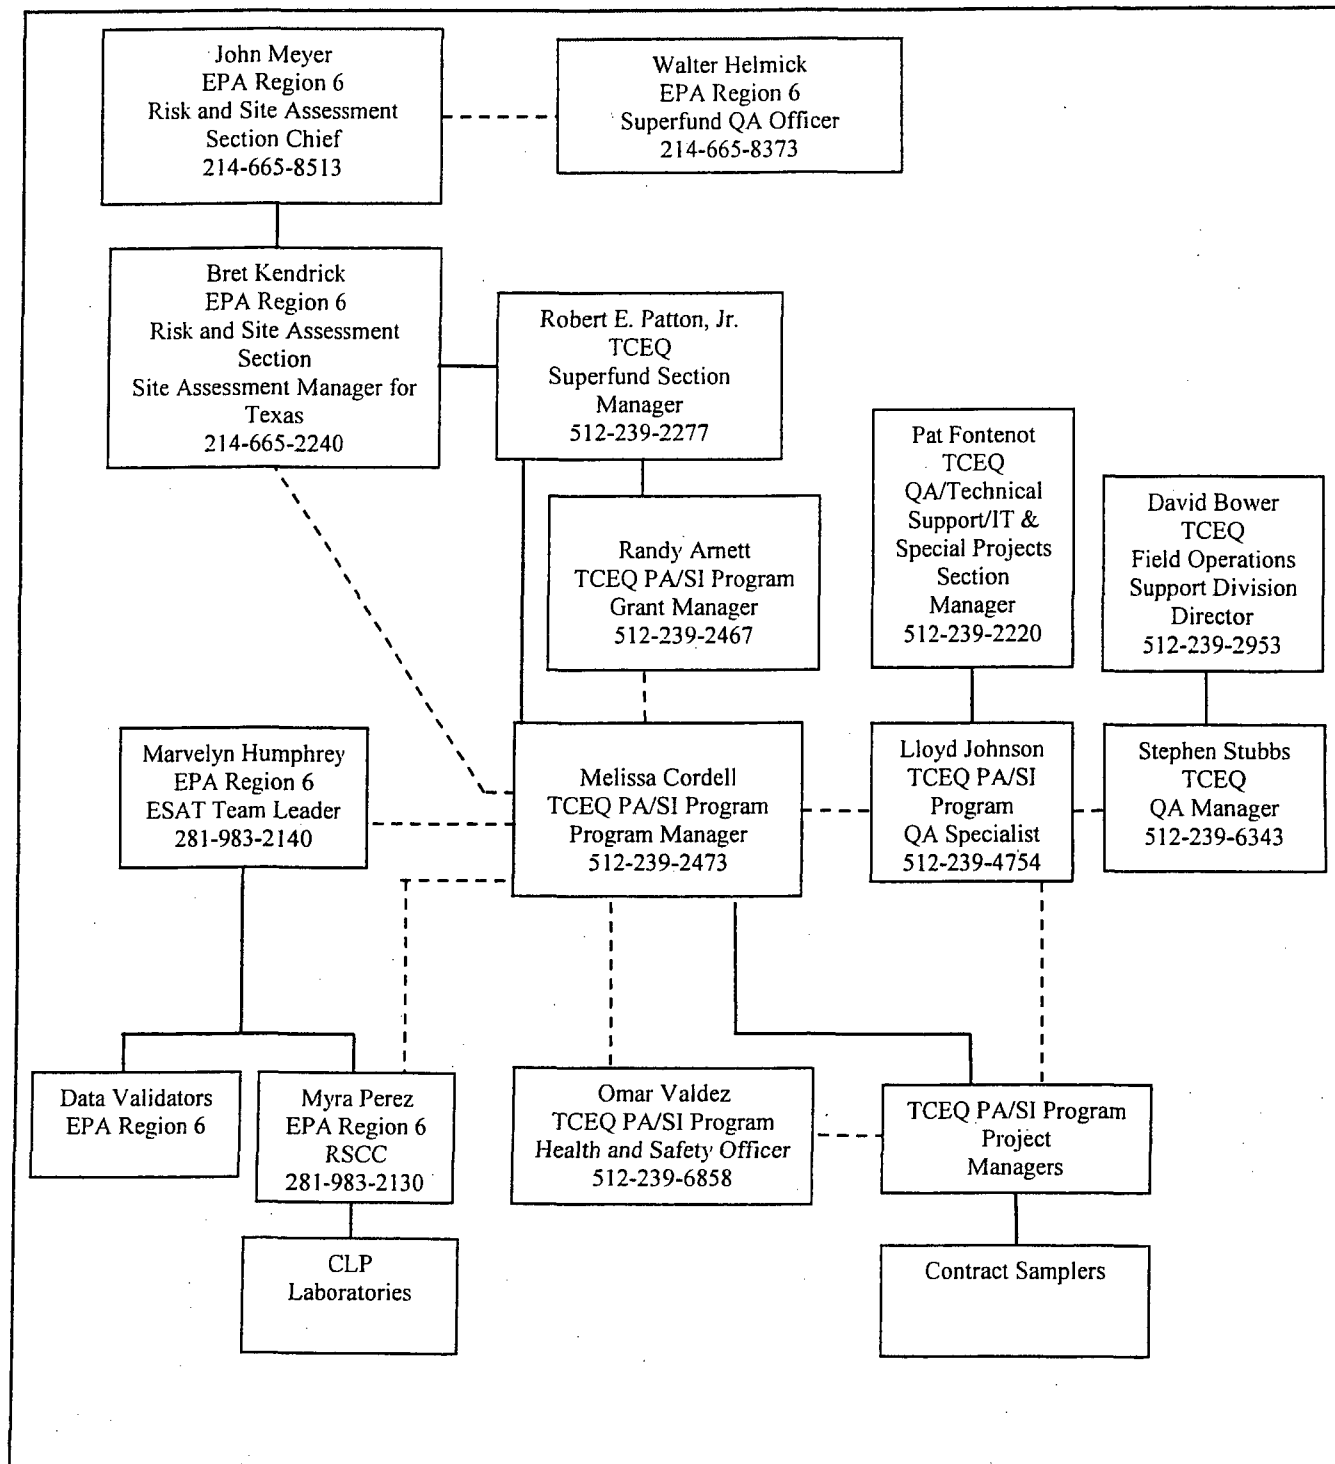 John Meyer
EPA Region 6
Risk and Site Assessment
Section Chief
214-665-8513
Walter Helmick
EPA Region 6
Superfund QA Officer
214-665-8373
Bret Kendrick
EPA Region 6
Risk and Site Assessment
Section
Site Assessment Manager for
Texas
214-665-2240
Robert E. Patton, Jr.
TCEQ
Superfund Section
Manager
512-239-2277
Randy Arnett
TCEQ PA/SI Program
Grant Manager
512-239-2467
Pat Fontenot
TCEQ
QA/Technical
Support/IT &
Special Projects
Section
Manager
512-239-2220
David Bower
TCEQ
Field Operations
Support Division
Director
512-239-2953
Marvelyn Humphrey
EPA Region 6
ESAT Team Leader
281-983-2140
Melissa Cordell
TCEQ PA/SI Program
Program Manager
512-239-2473
Lloyd Johnson
TCEQ PA/SI
Program
QA Specialist
512-239-4754
Stephen Stubbs
TCEQ
QA Manager
512-239-6343
Data Validators
EPA Region 6
Myra Perez
EPA Region 6
RSCC
281-983-2130
Omar Valdez
TCEQ PA/SI Program
Health and Safety Officer
512-239-6858
TCEQ PA/SI Program
Project
Managers
CLP
Laboratories
Contract Samplers